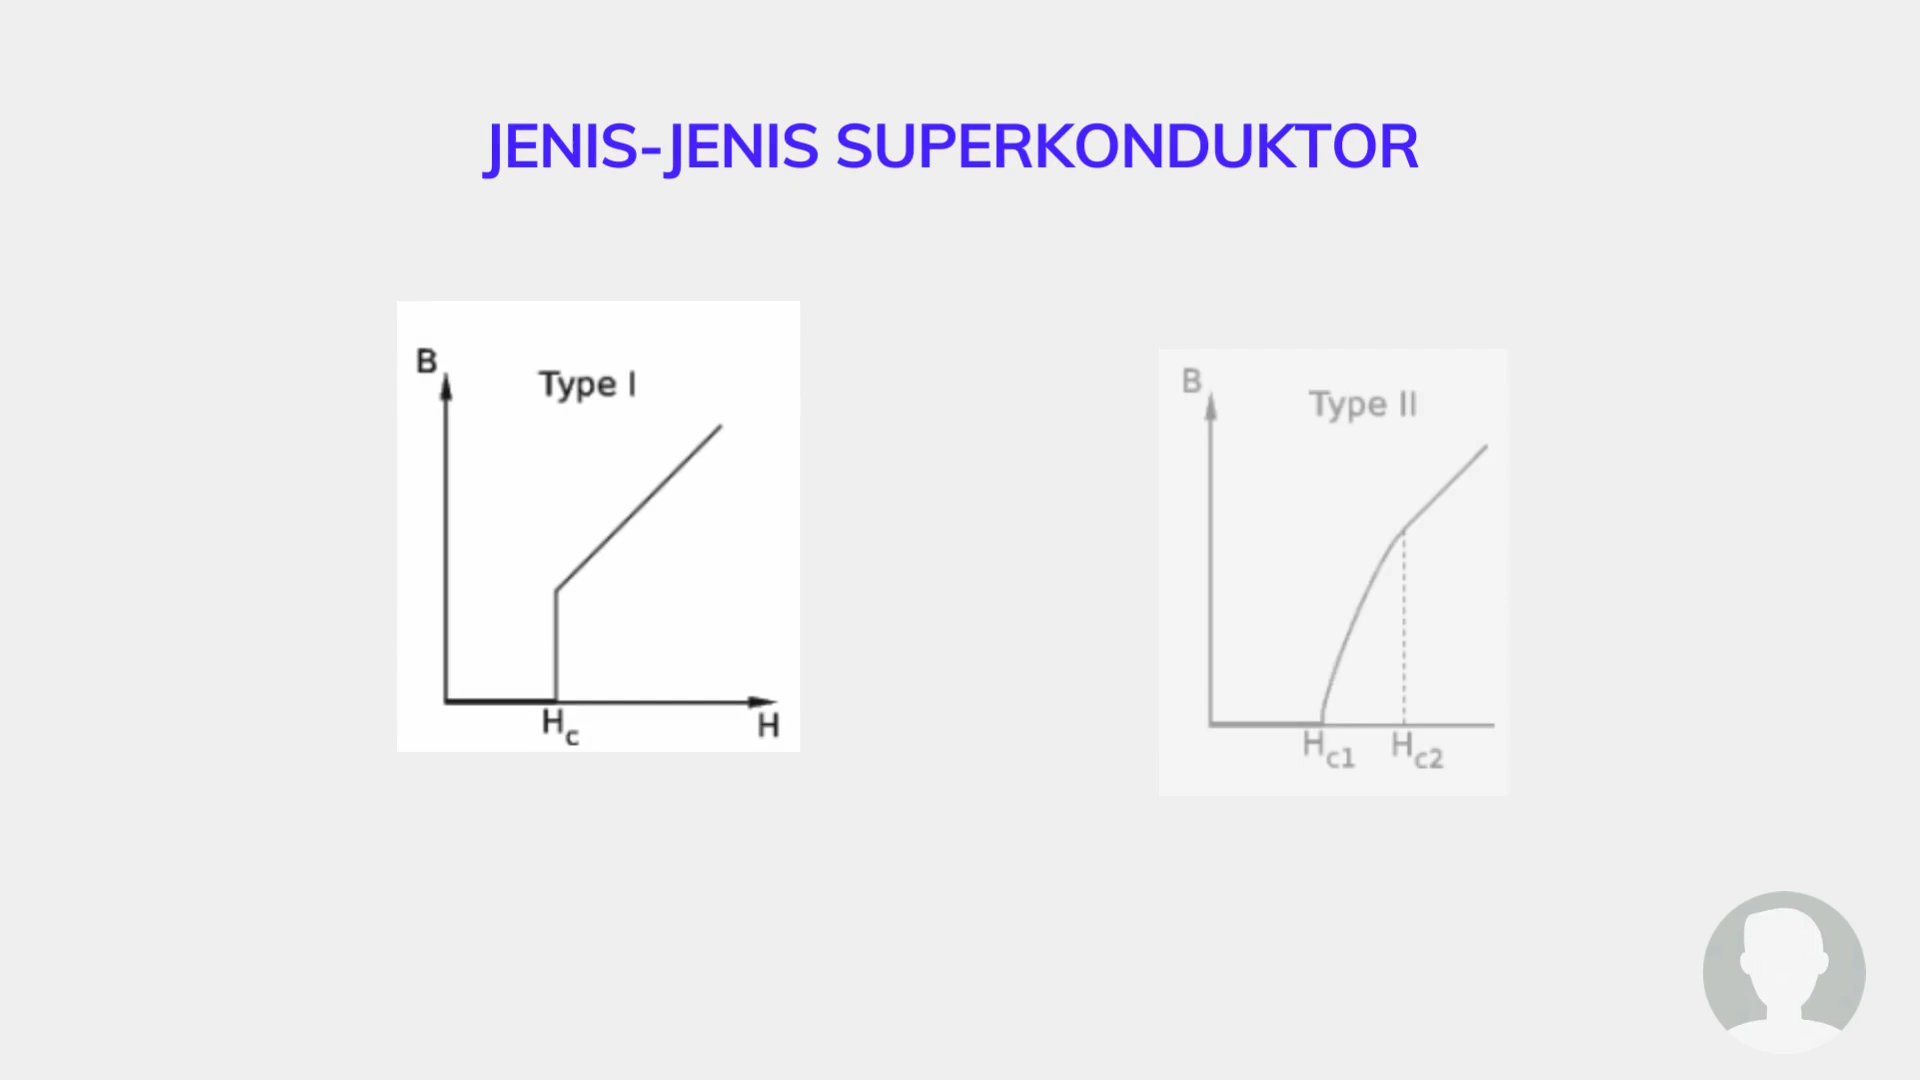 JENIS-JENIS SUPERKONDUKTOR
B
Type I
Hc
H
B
Type II
Hc1
Hc2